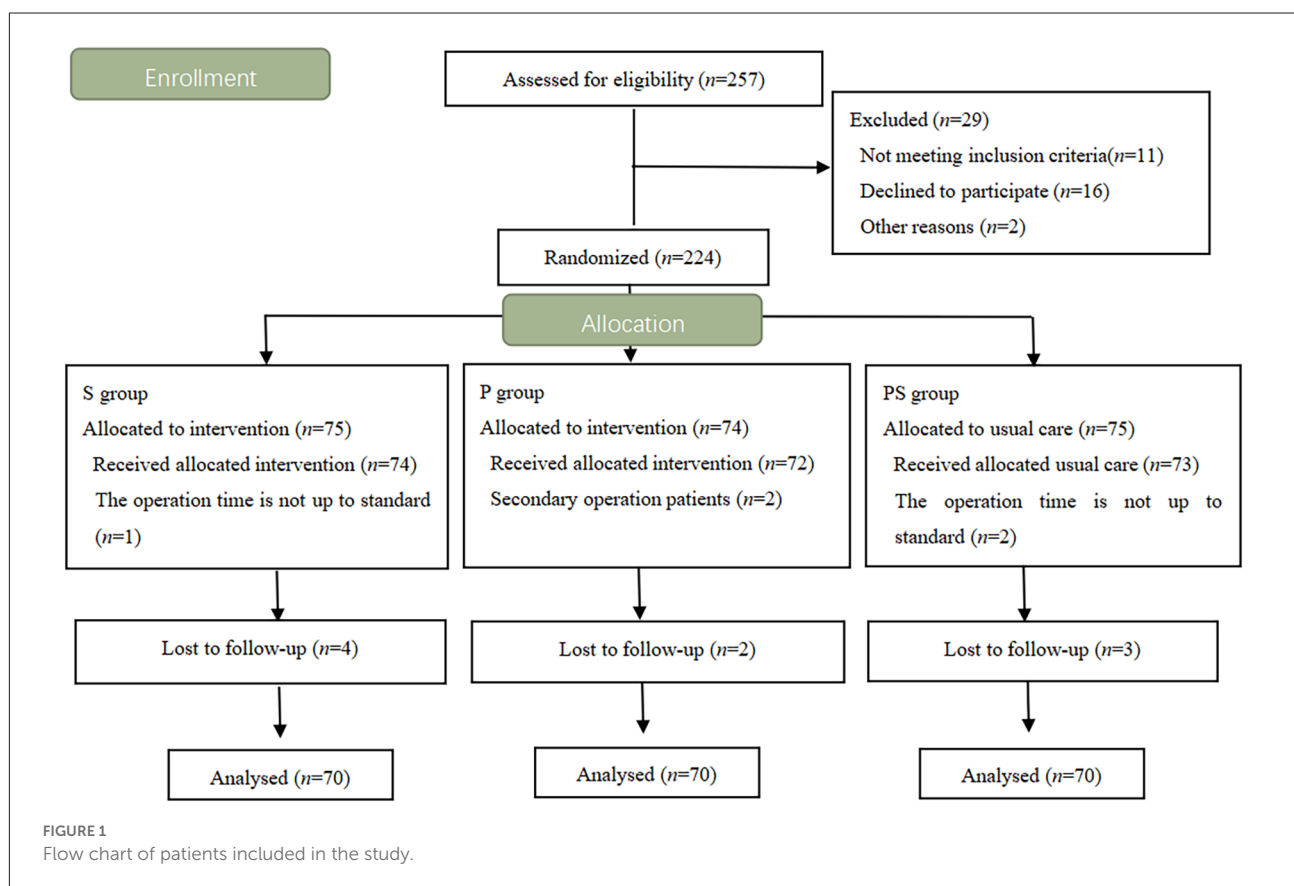 Enrollment
Assessed for eligibility (n=257)
Excluded (n=29)
Not meeting inclusion criteria(n=11)
Declined to participate (n=16)
Other reasons (n=2)
Randomized (n=224)
Allocation
S group
Allocated to intervention (n=75)
Received allocated intervention (n=74)
The operation time is not up to standard
(n=1)
P group
Allocated to intervention (n=74)
Received allocated intervention (n=72)
Secondary operation patients (n=2)
PS group
Allocated to usual care (n=75)
Received allocated usual care (n=73)
The operation time is not up to
standard (n=2)
Lost to follow-up (n=4)
Lost to follow-up (n=2)
Lost to follow-up (n=3)
Analysed (n=70)
Analysed (n=70)
Analysed (n=70)
FIGURE 1
Flow chart of patients included in the study.